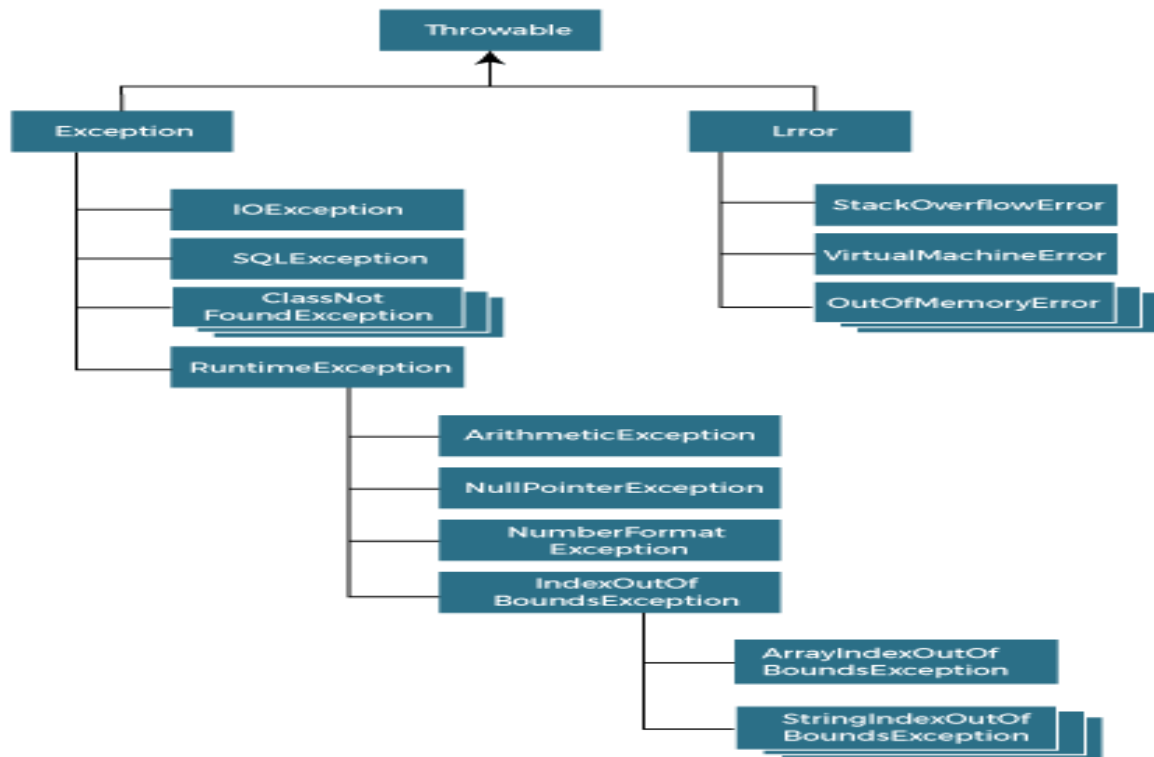 Throwable
Exception
Lrror
IOException
SQLException
ClassNot
FoundException
RuntimeException
StackOverflowError
VirtualMachineError
OutOfMemoryError
ArithmeticException
NullPointerException
NumberFormat
Exception
IndexOutOf
BoundsException
ArrayIndexOutOf
BoundsException
StringIndexOutOf
BoundsException